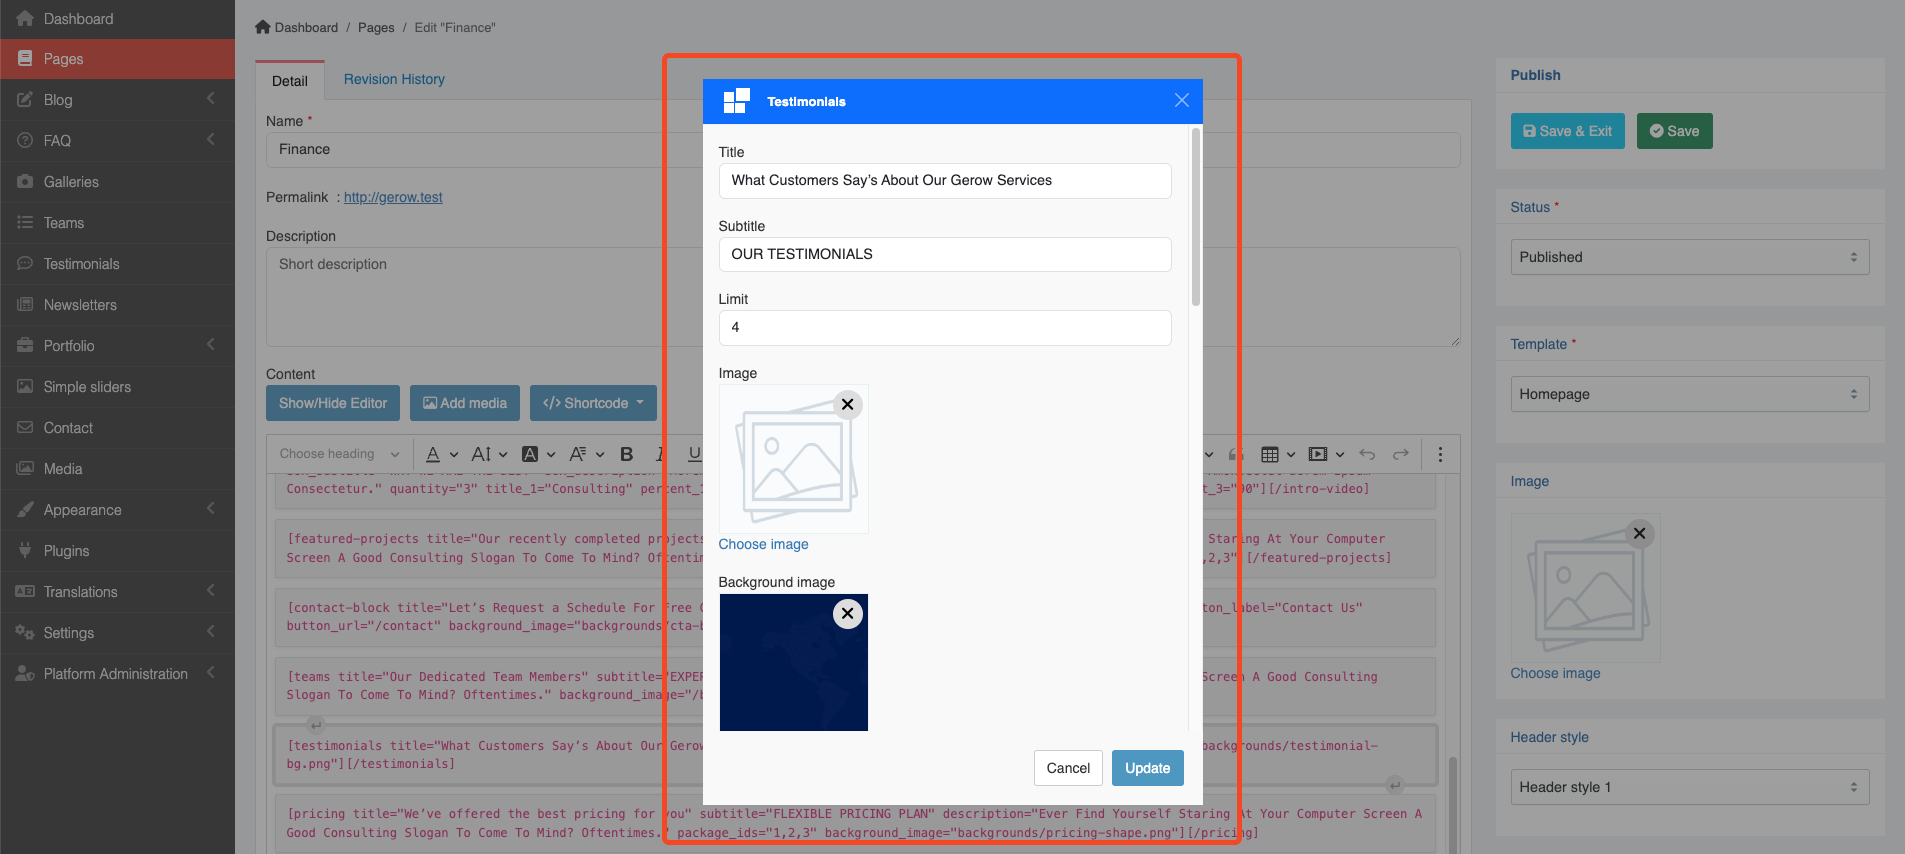 Dashboard
Pages
Blog
FAQ
Galleries
Teams
Testimonials
Newsletters
Portfolio
Simple sliders
Contact
Media
Appearance
Plugins
Translations
Settings
Platform Administration
Dashboard / Pages / Edit "Finance"
Detail
Revision History
Name *
Finance
Permalink : http://gerow.test
Description
Short description
Content
Show/Hide Editor
Add media
Shortcode
Choose heading
Consectetur." quantity="3" title_1="Consulting" percent_1
t_3="90"][/intro-video]
[featured-projects title="Our recently completed projects
Staring At Your Computer
Screen A Good Consulting Slogan To Come To Mind? Oftentim
,2,3" [/featured-projects]
[contact-block title="Let’s Request a Schedule For Free C
ton_label="Contact Us"
button_url="/contact" background_image="backgrounds/cta-b
[teams title="Our Dedicated Team Members" subtitle="EXPER
Screen A Good Consulting
Slogan To Come To Mind? Oftentimes." background_image="/b
[testimonials title="What Customers Say’s About Our Gerow
backgrounds/testimonial-
bg.png"][/testimonials]
[pricing title="We’ve offered the best pricing for you" subtitle="FLEXIBLE PRICING PLAN" description="Ever Find Yourself Staring At Your Computer Screen A
Good Consulting Slogan To Come To Mind? Oftentimes." package_ids="1,2,3" background_image="backgrounds/pricing-shape.png"][/pricing]
Testimonials
Title
What Customers Say’s About Our Gerow Services
Subtitle
OUR TESTIMONIALS
Limit
4
Image
Choose image
Background image
Cancel
Update
Publish
Save & Exit
Save
Status *
Published
Template *
Homepage
Image
Choose image
Header style
Header style 1